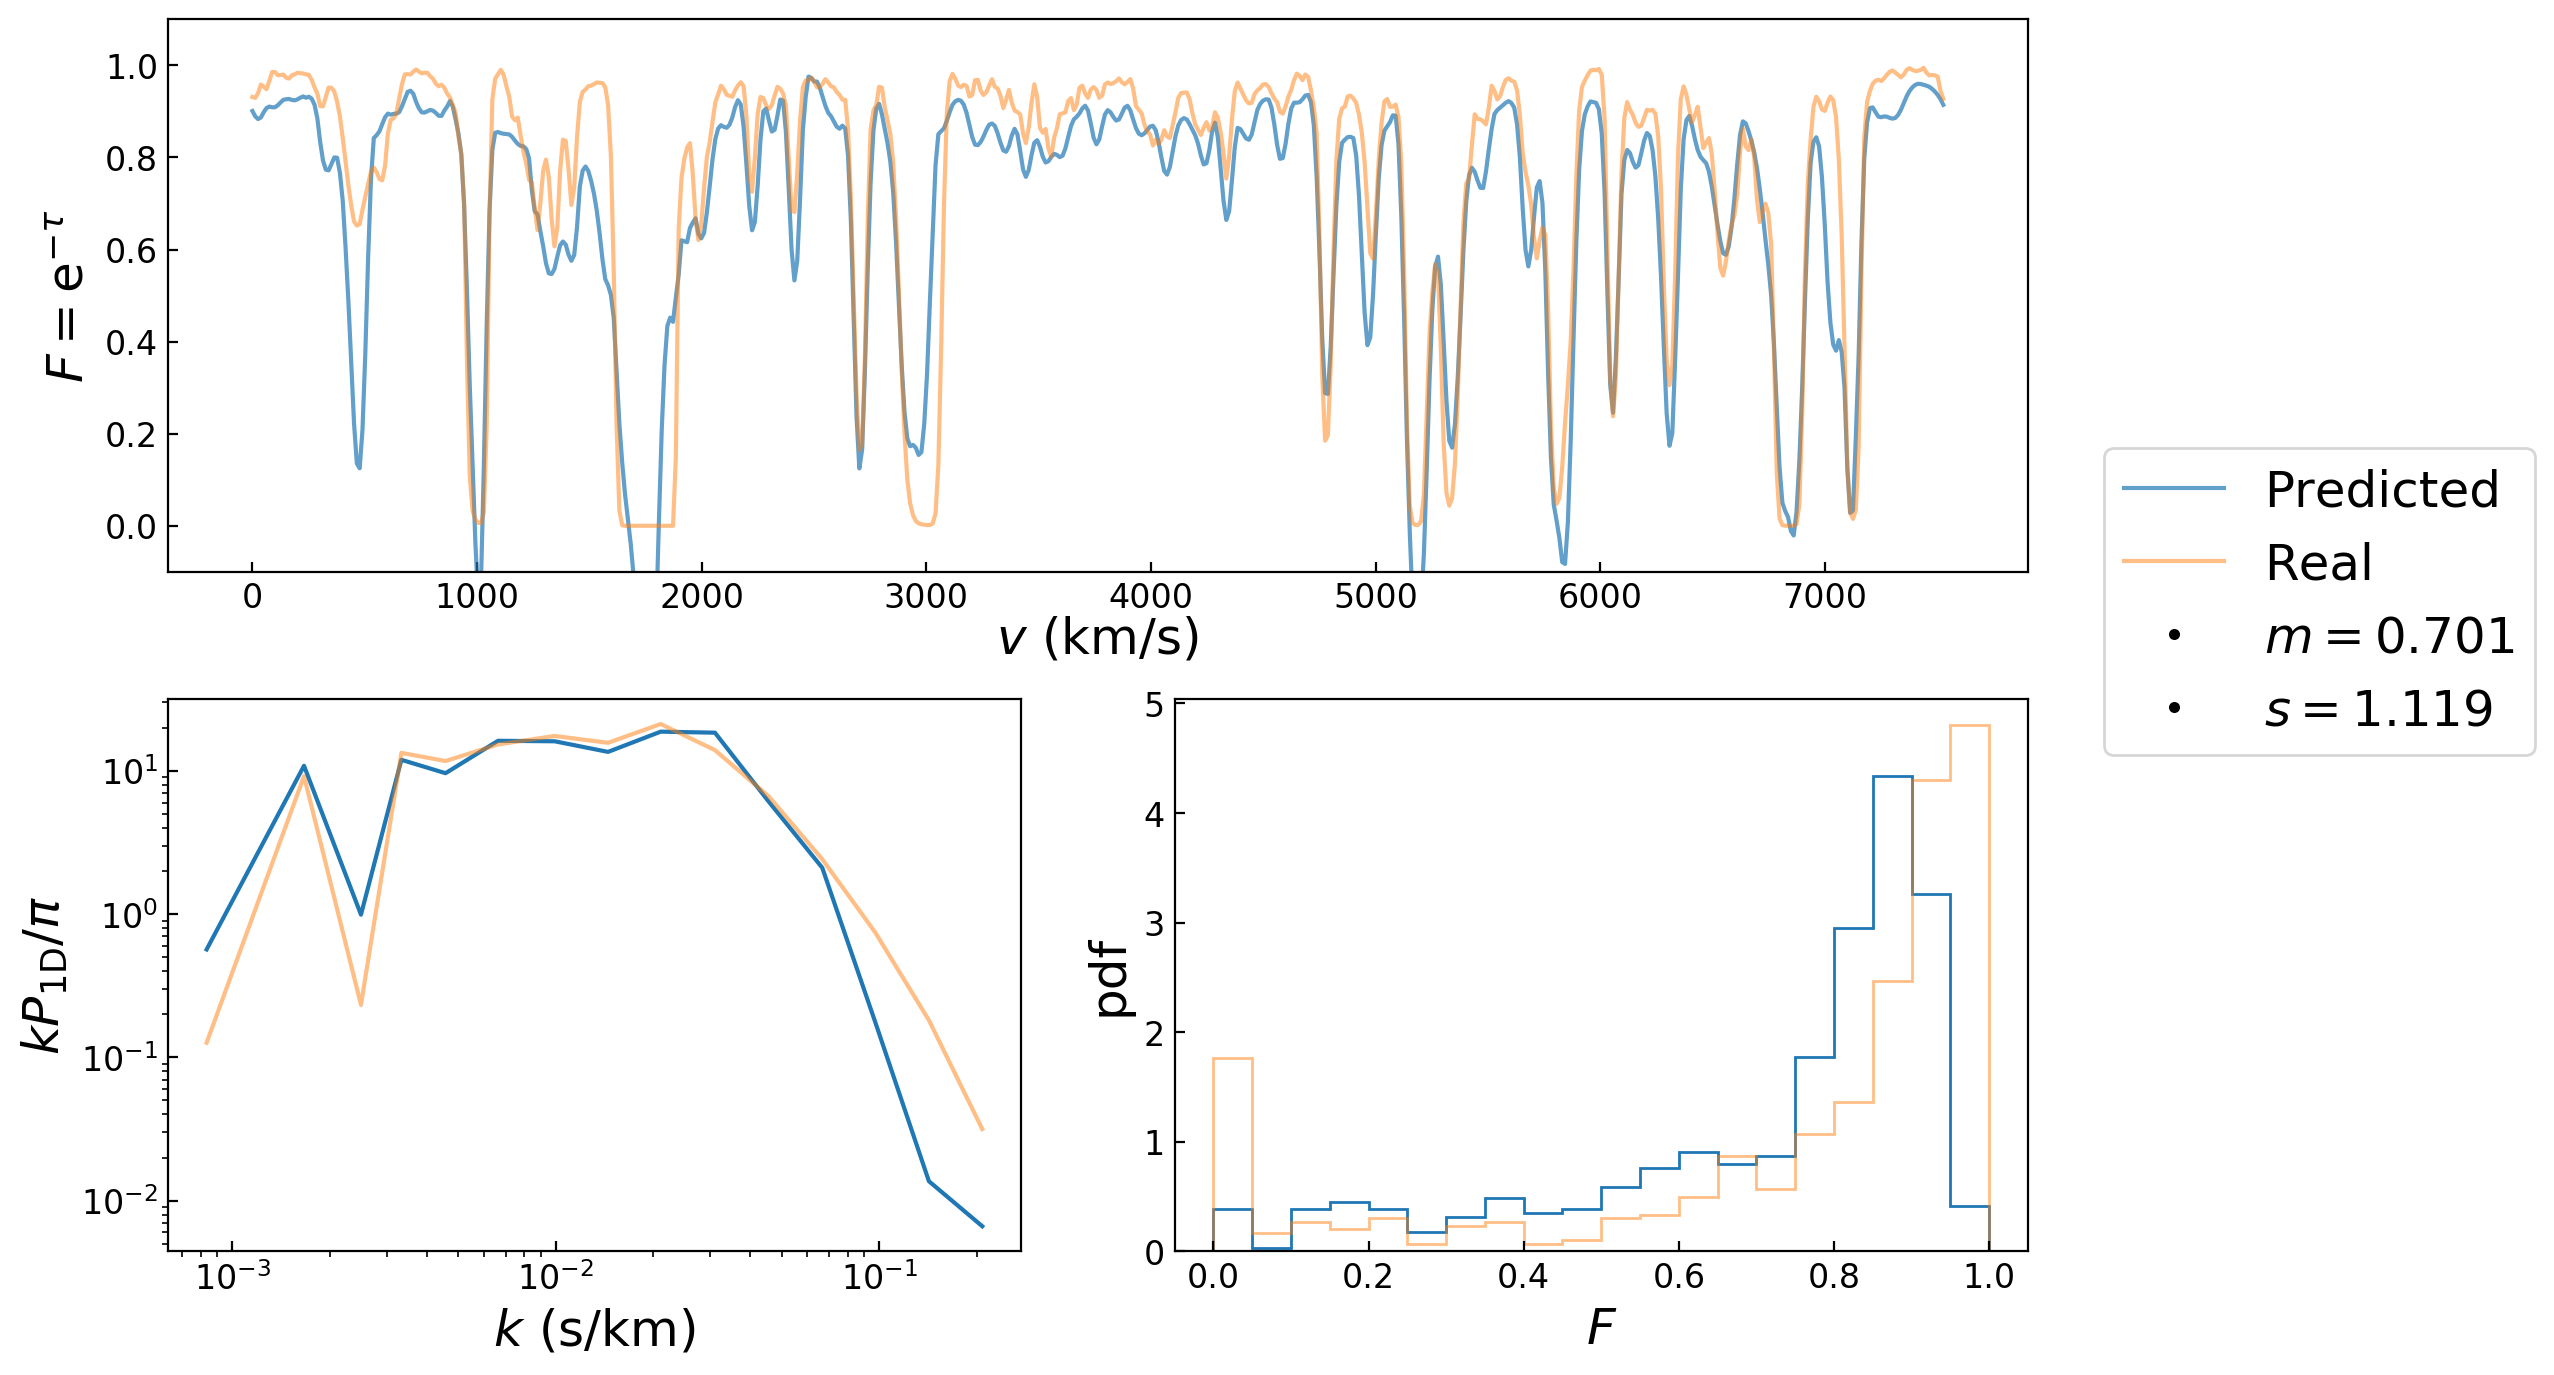 1.0
0.8
0.6
0.4
0.2
0.0
F = e^{-τ}
0 1000 2000 3000 4000 5000 6000 7000
v (km/s)
Predicted
Real
m = 0.701
s = 1.119
10^1
10^0
10^{-1}
10^{-2}
kP_{1D}/π
10^{-3} 10^{-2} 10^{-1}
k (s/km)
5
4
3
2
1
0
pdf
0.0 0.2 0.4 0.6 0.8 1.0
F